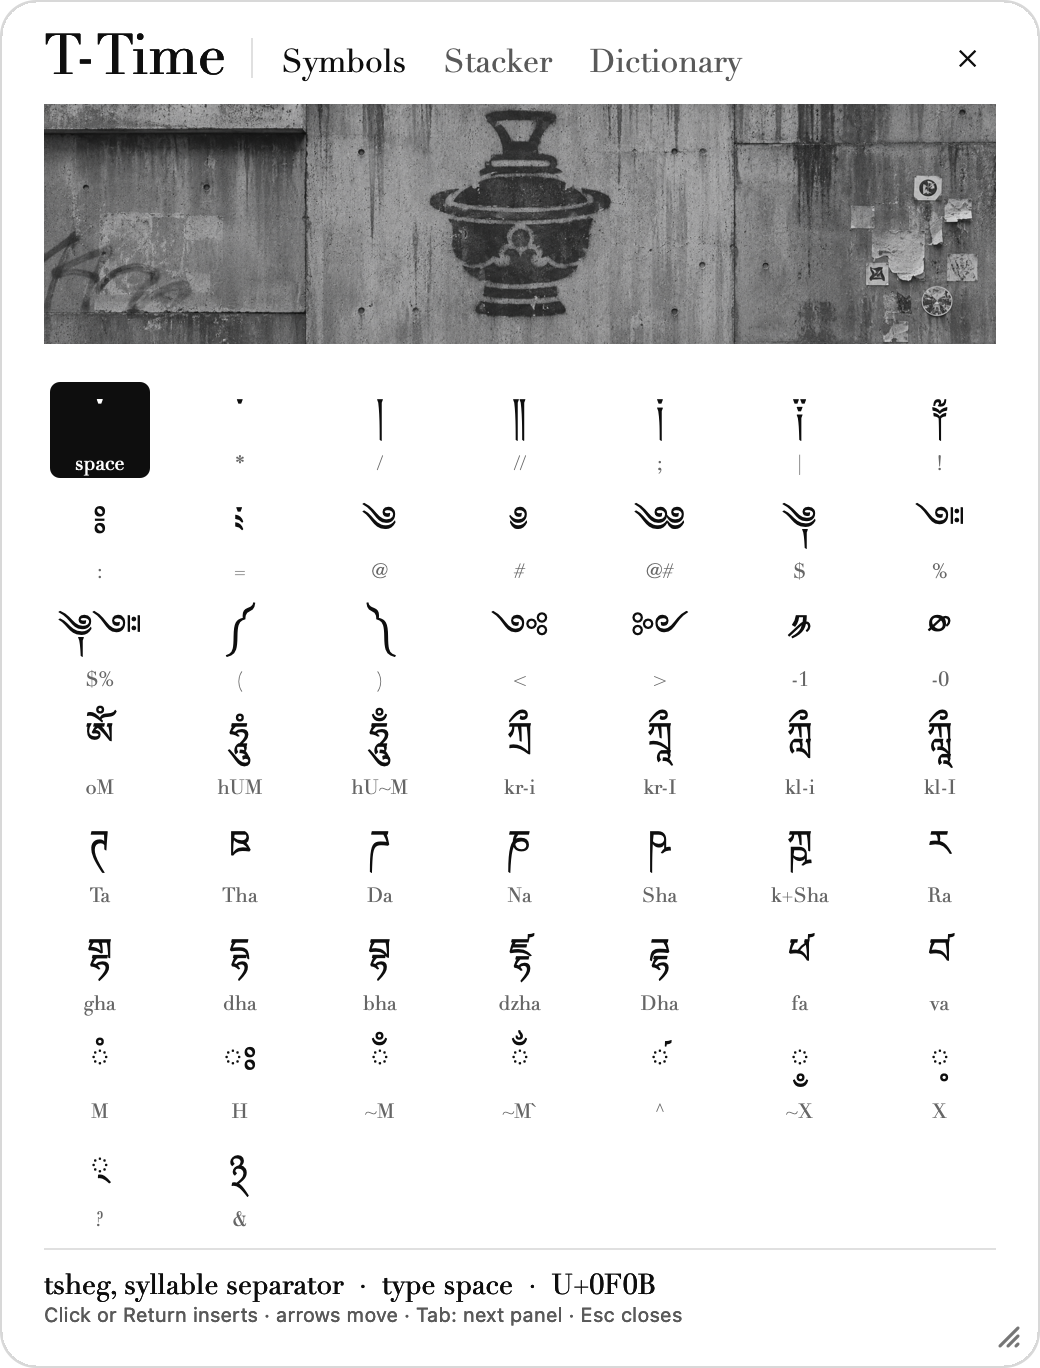 T-Time Symbols Stacker Dictionary ×
་ ༌ ། ༎ ༏ ༑ ༈
space * / // ; | !
༔ ༴ ༄ ༅ ༄༅ ༆ ༊
: = @ # @# $ %
༆༊ ༼ ༽ ༺ ༻ ༳ ༪
$% ( ) < > -1 -0
ༀ ཧཱུཾ ཧཱུྃ ཀྲྀ ཀྲཱྀ ཀླྀ ཀླཱྀ
oM hUM hU~M kr-i kr-I kl-i kl-I
ཊ ཋ ཌ ཎ ཥ ཀྵ ཪ
Ta Tha Da Na Sha k+Sha Ra
གྷ དྷ བྷ ཛྷ ཌྷ ཕ༹ བ༹
gha dha bha dzha Dha fa va
◌ཾ ◌ཿ ◌ྃ ◌ྂ ◌༹ ◌༵ ◌༷
M H ~M ~M` ^ ~X X
◌྄ ྅
? &
tsheg, syllable separator · type space · U+0F0B
Click or Return inserts · arrows move · Tab: next panel · Esc closes